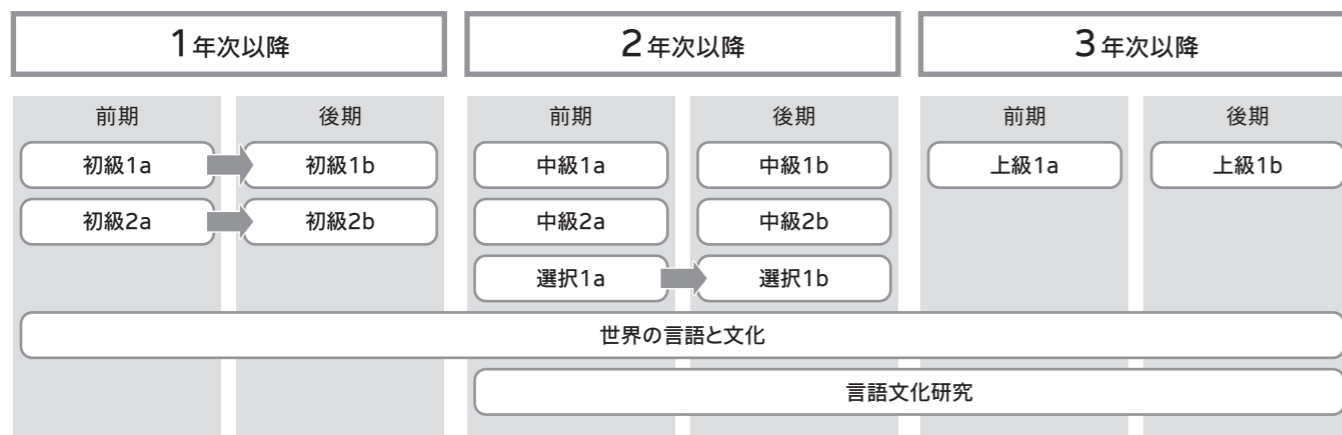 1年次以降 2年次以降 3年次以降
前期 後期 前期 後期 前期 後期
初級1a 初級1b 中級1a 中級1b 上級1a 上級1b
初級2a 初級2b 中級2a 中級2b
選択1a 選択1b
世界の言語と文化
言語文化研究